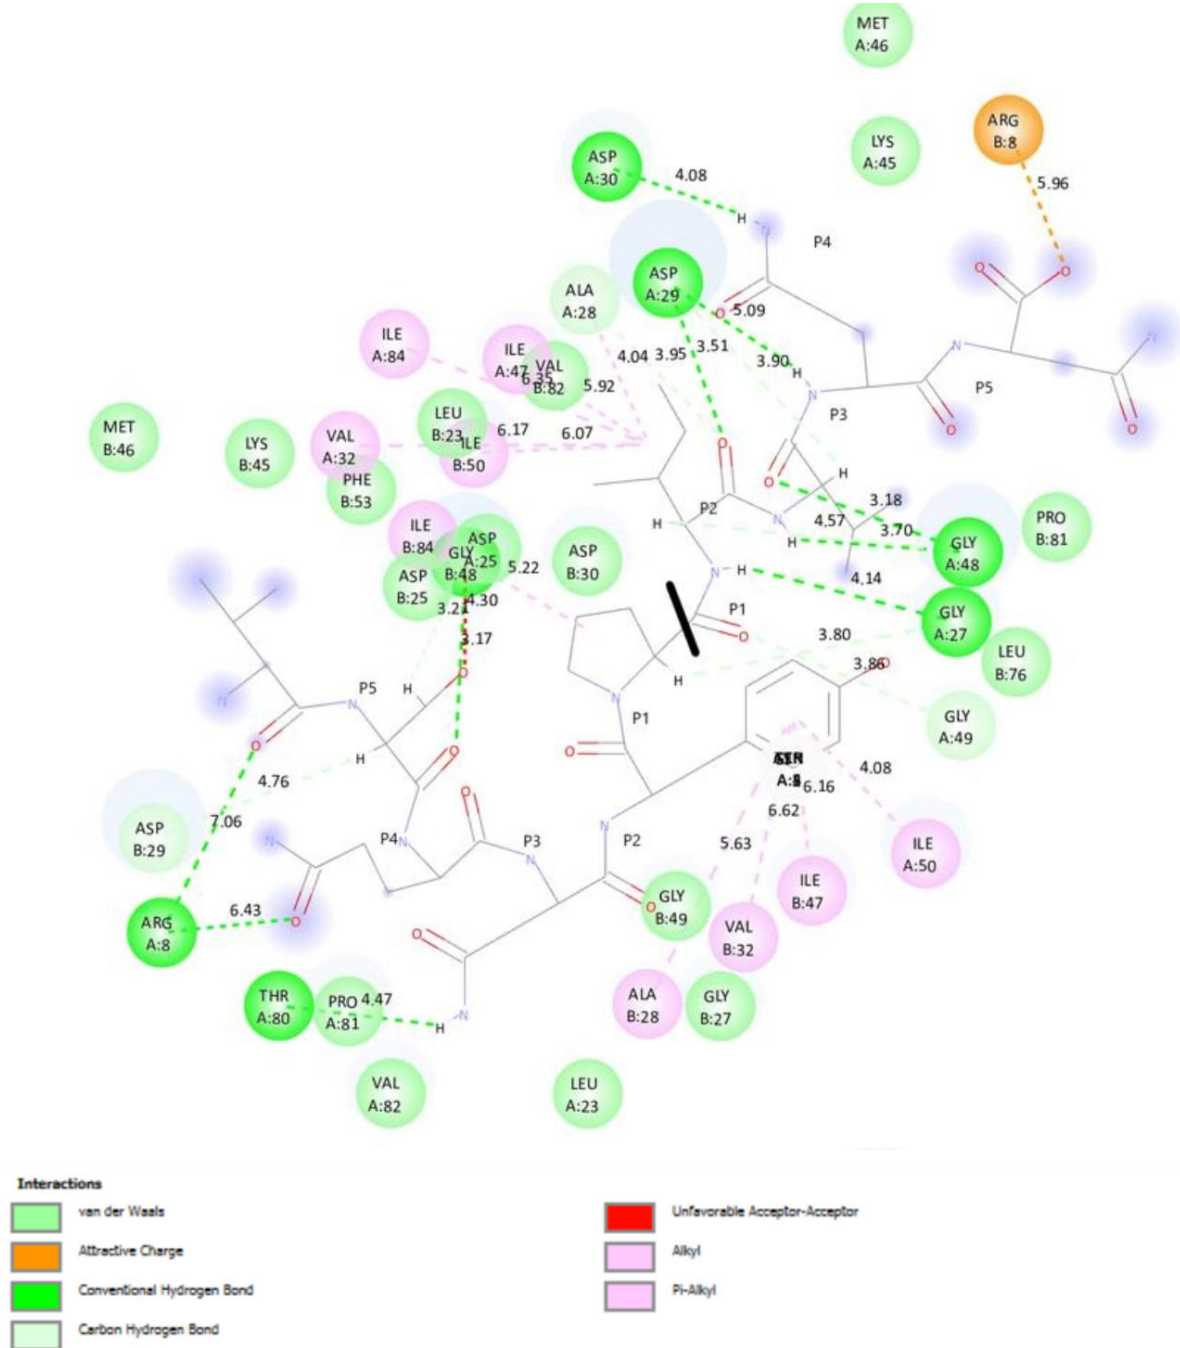 MET
A:46
ARG
B:8
LYS
A:45
ASP
A:30
4.08
5.96
H
N
P4
O
O
ASP
A:29
ALA
A:28
5.09
O
N
ILE
A:84
ILE
A:47
VAL
B:82
6.35
4.04
3.95
3.51
3.90
5.92
H
N
N
P5
P3
MET
B:46
LYS
B:45
VAL
A:32
LEU
B:23
ILE
B:50
PHE
B:53
6.17
6.07
O
O
O
O
H
3.18
P2
4.57
3.70
N
H
H
GLY
A:48
PRO
B:81
ILE
B:84
ASP
A:25
GLY
B:48
ASP
B:25
5.22
ASP
B:30
N
H
4.14
GLY
A:27
3.21
4.30
3.17
P1
O
3.80
3.86
O
LEU
B:76
GLY
A:49
N
P5
N
H
O
H
N
P1
O
O
O
H
4.76
A:8
6.16
6.62
5.63
4.08
ILE
A:50
ILE
B:47
VAL
B:32
GLY
B:49
ASP
B:29
7.06
N
P4
N
O
P3
N
N
P2
O
ARG
A:8
6.43
O
O
THR
A:80
PRO
A:81
4.47
H
N
ALA
B:28
GLY
B:27
VAL
A:82
LEU
A:23
Interactions
van der Waals
Attractive Charge
Conventional Hydrogen Bond
Carbon Hydrogen Bond
Unfavorable Acceptor-Acceptor
Alkyl
Pi-Alkyl